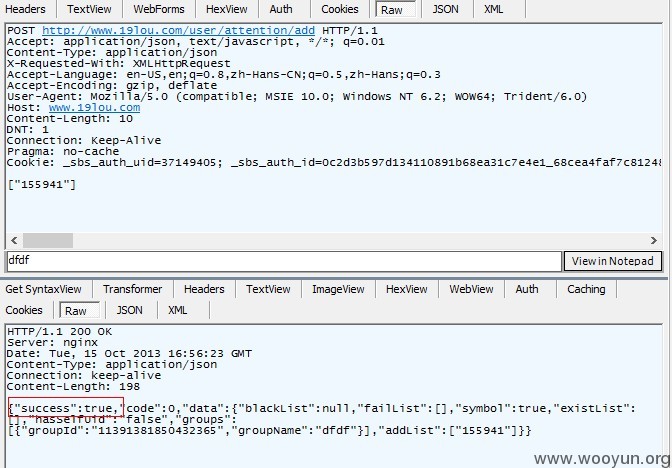 Headers TextView WebForms HexView Auth Cookies Raw JSON XML
POST http://www.19lou.com/user/attention/add HTTP/1.1
Accept: application/json, text/javascript, */*; q=0.01
Content-Type: application/json
X-Requested-With: XMLHttpRequest
Accept-Language: en-US,en;q=0.8,zh-Hans-CN;q=0.5,zh-Hans;q=0.3
Accept-Encoding: gzip, deflate
User-Agent: Mozilla/5.0 (compatible; MSIE 10.0; Windows NT 6.2; WOW64; Trident/6.0)
Host: www.19lou.com
Content-Length: 10
DNT: 1
Connection: Keep-Alive
Pragma: no-cache
Cookie: _sbs_auth_uid=37149405; _sbs_auth_id=0c2d3b597d134110891b68ea31c7e4e1_68cea4faf7c81248
["155941"]
dfdf View in Notepad
Get SyntaxView Transformer Headers TextView ImageView HexView WebView Auth Caching
Cookies Raw JSON XML
HTTP/1.1 200 OK
Server: nginx
Date: Tue, 15 Oct 2013 16:56:23 GMT
Content-Type: application/json
Connection: keep-alive
Content-Length: 198
{"success":true,"code":0,"data":{"blackList":null,"failList":[],"symbol":true,"existList":
[],"hasSelfUid":"false","groups":
[{"groupId":"11391381850432365","groupName":"dfdf"}],"addList":["155941"]}}
www.wooyun.org